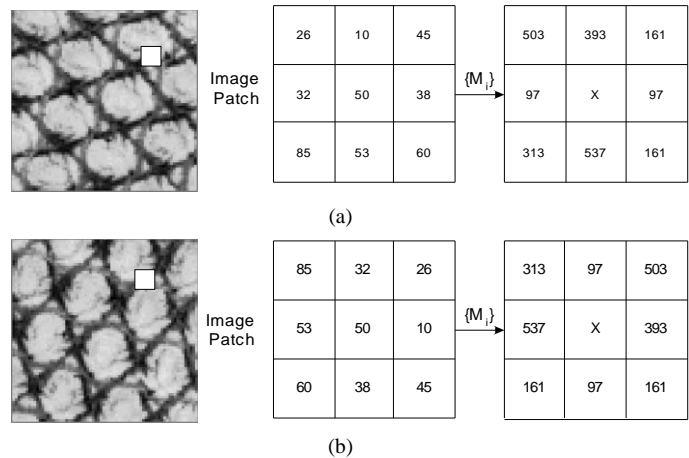 26 10 45 503 393 161
Image Patch 32 50 38 {M_i} 97 X 97
85 53 60 313 537 161
(a)
85 32 26 313 97 503
Image Patch 53 50 10 {M_i} 537 X 393
60 38 45 161 97 161
(b)